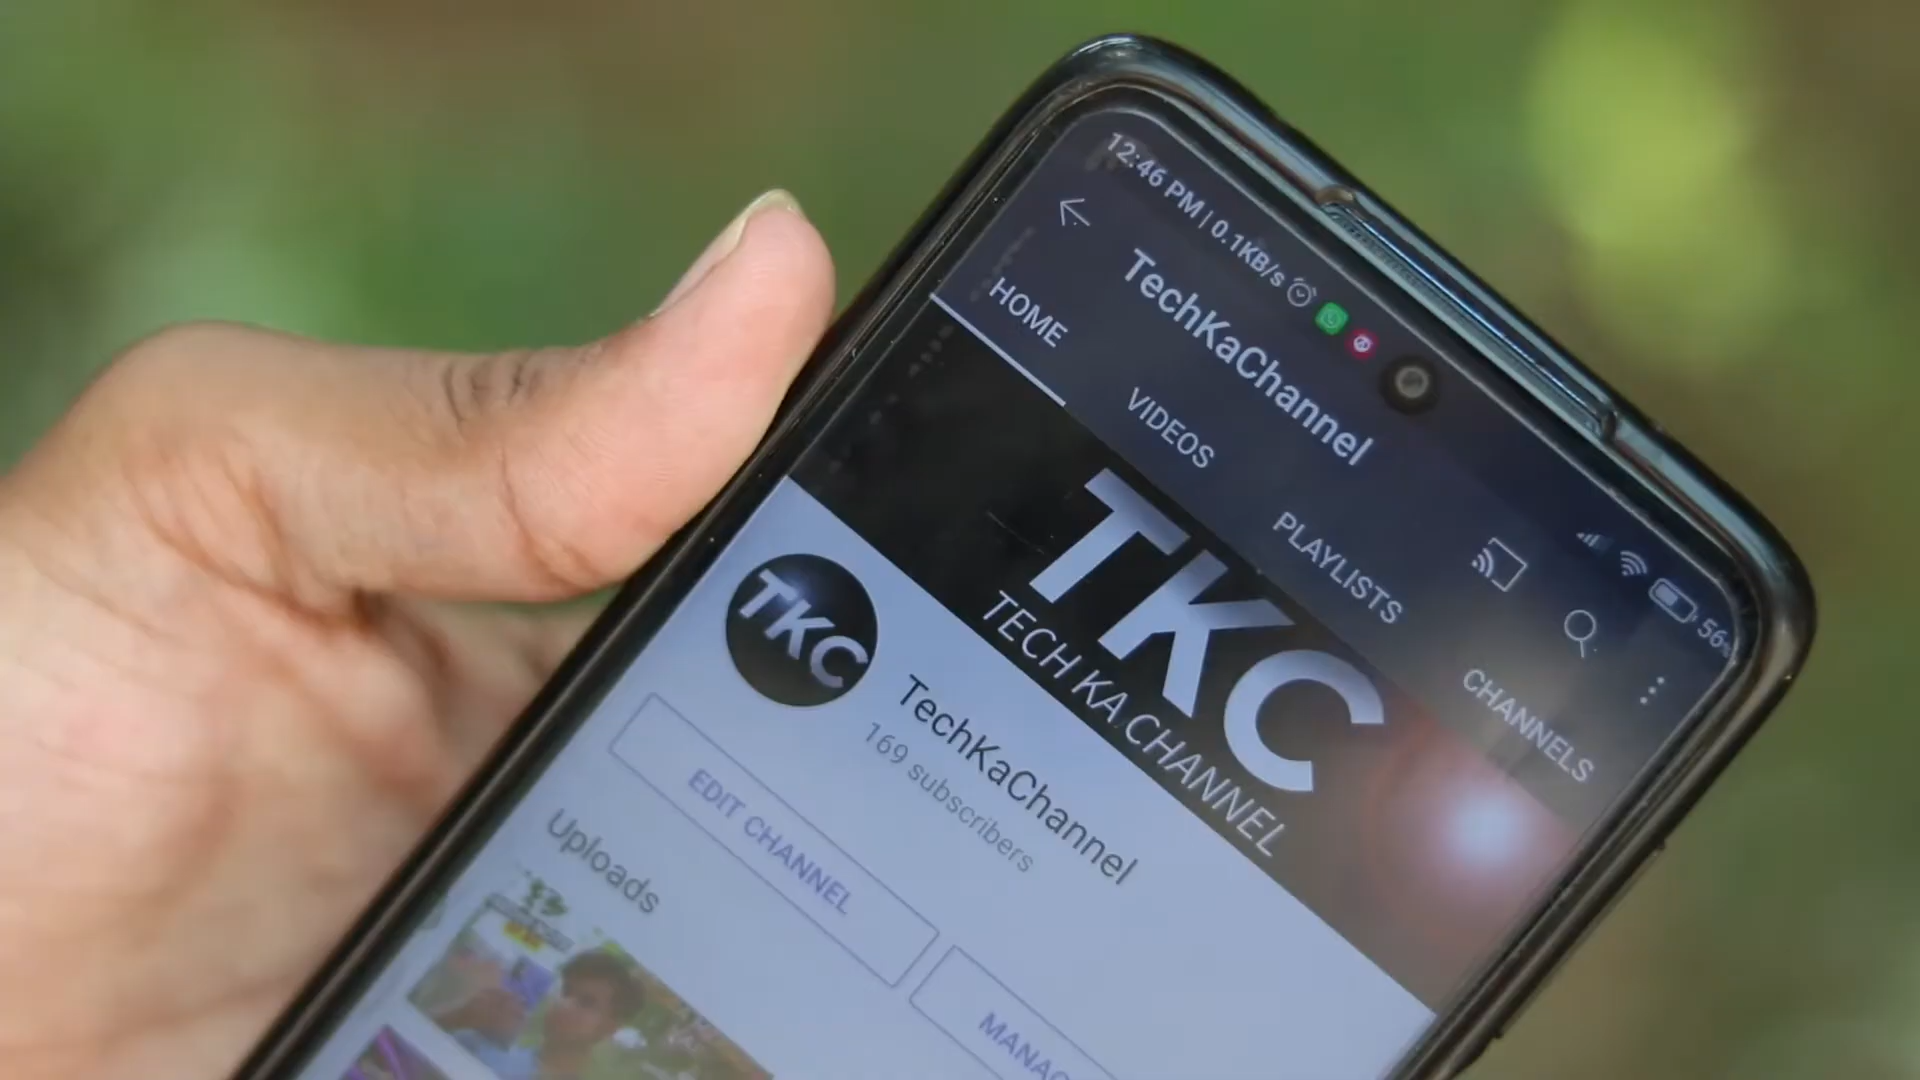 12:46 PM | 0.1KB/s
56%
TechKaChannel
HOME
VIDEOS
PLAYLISTS
CHANNELS
TKC
TECH KA CHANNEL
TKC
TechKaChannel
169 subscribers
EDIT CHANNEL
Uploads